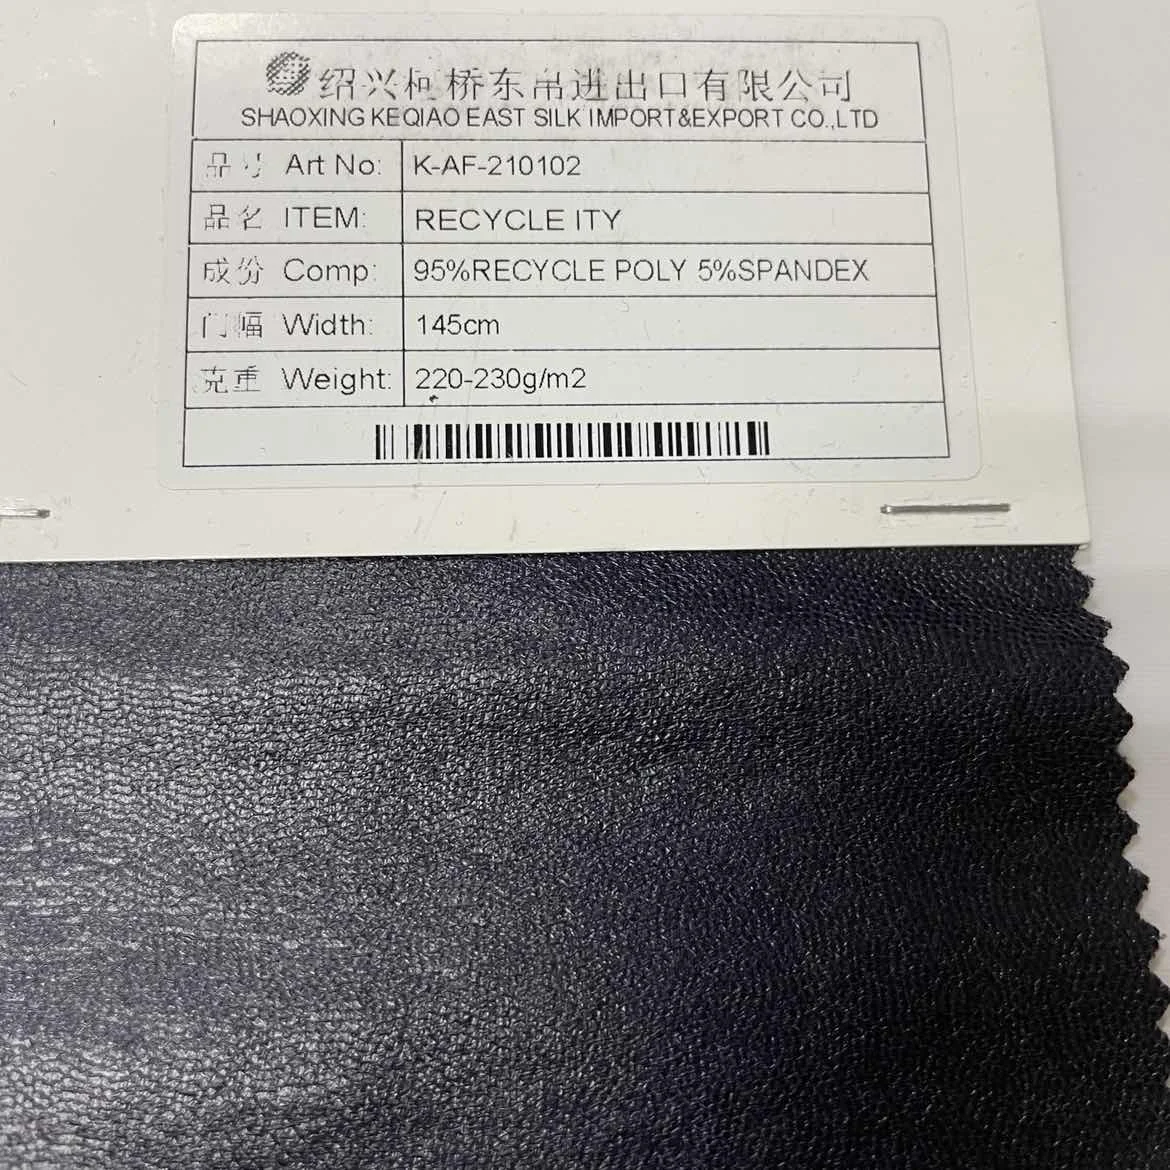 绍兴柯桥东帛进出口有限公司
SHAOXING KEQIAO EAST SILK IMPORT&EXPORT CO.,LTD
品号 Art No: K-AF-210102
品名 ITEM: RECYCLE ITY
成份 Comp: 95%RECYCLE POLY 5%SPANDEX
门幅 Width: 145cm
克重 Weight: 220-230g/m2